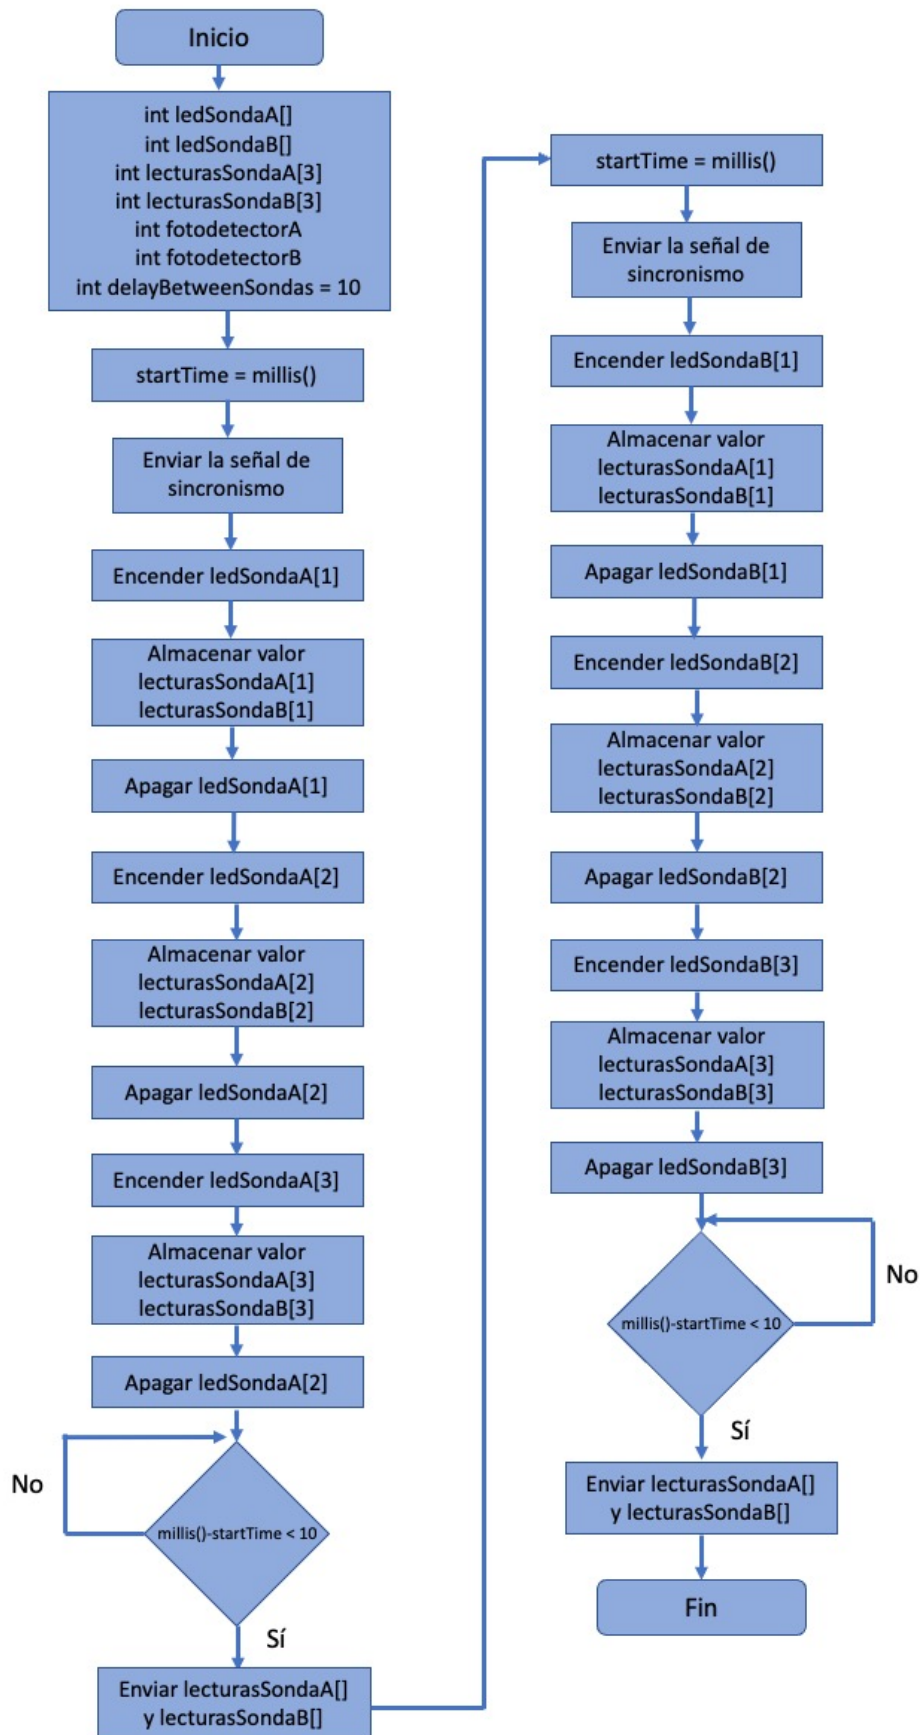 Inicio
int ledSondaA[]
int ledSondaB[]
int lecturasSondaA[3]
int lecturasSondaB[3]
int fotodetectorA
int fotodetectorB
int delayBetweenSondas = 10
startTime = millis()
Enviar la señal de
sincronismo
Encender ledSondaA[1]
Almacenar valor
lecturasSondaA[1]
lecturasSondaB[1]
Apagar ledSondaA[1]
Encender ledSondaA[2]
Almacenar valor
lecturasSondaA[2]
lecturasSondaB[2]
Apagar ledSondaA[2]
Encender ledSondaA[3]
Almacenar valor
lecturasSondaA[3]
lecturasSondaB[3]
Apagar ledSondaA[2]
No
millis()-startTime < 10
Sí
Enviar lecturasSondaA[]
y lecturasSondaB[]
startTime = millis()
Enviar la señal de
sincronismo
Encender ledSondaB[1]
Almacenar valor
lecturasSondaA[1]
lecturasSondaB[1]
Apagar ledSondaB[1]
Encender ledSondaB[2]
Almacenar valor
lecturasSondaA[2]
lecturasSondaB[2]
Apagar ledSondaB[2]
Encender ledSondaB[3]
Almacenar valor
lecturasSondaA[3]
lecturasSondaB[3]
Apagar ledSondaB[3]
No
millis()-startTime < 10
Sí
Enviar lecturasSondaA[]
y lecturasSondaB[]
Fin